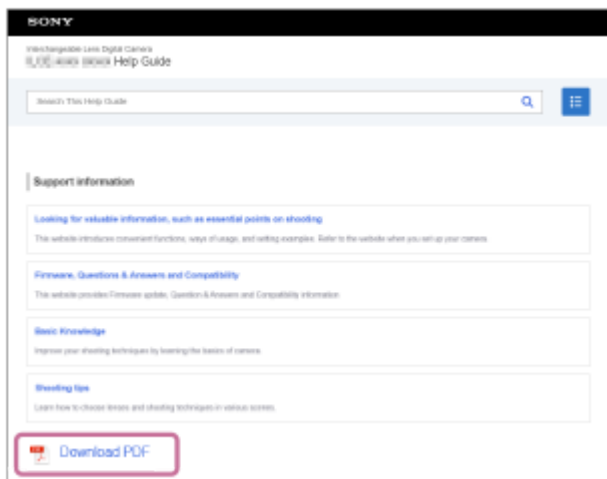 SONY
Interchangeable Lens Digital Camera
Help Guide
Search This Help Guide
Support information
Looking for valuable information, such as essential points on shooting
This website introduces convenient functions, ways of usage, and setting examples. Refer to the website when you set up your camera.
Firmware, Questions & Answers and Compatibility
This website provides Firmware update, Question & Answers and Compatibility information.
Basic Knowledge
Improve your shooting techniques by learning the basics of camera.
Shooting tips
Learn how to choose lenses and shooting techniques in various scenes.
Download PDF